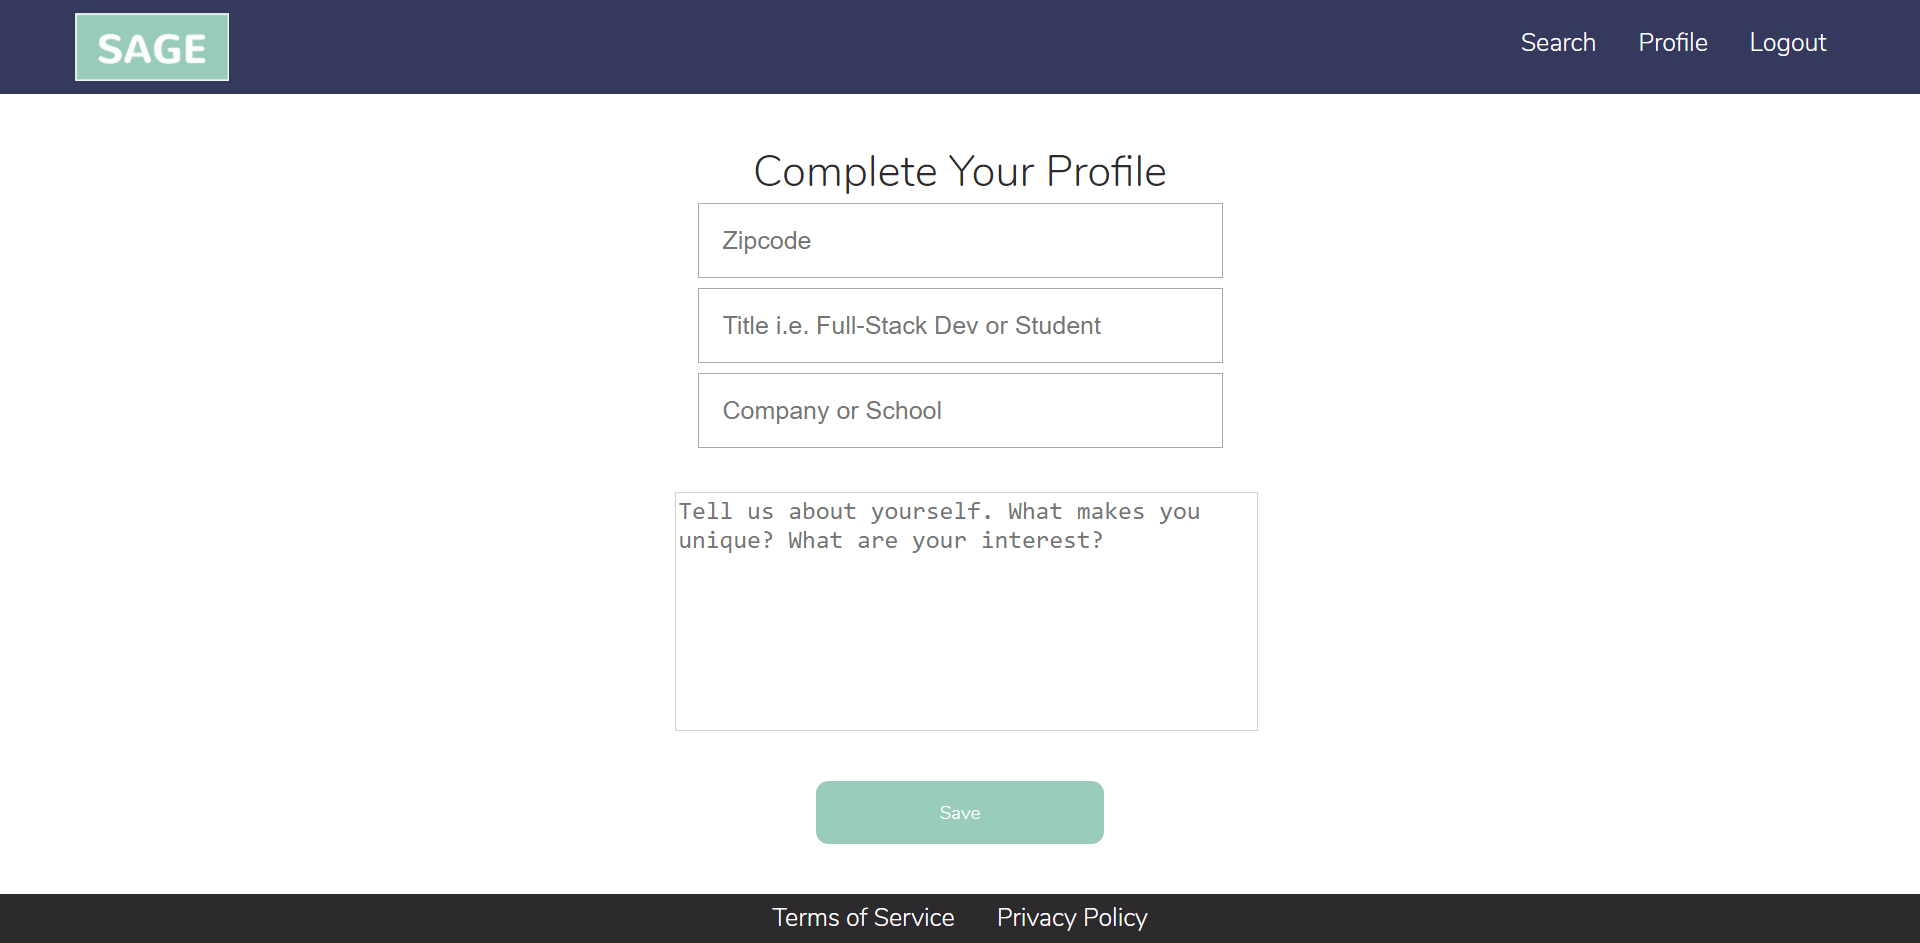 SAGE
Search Profile Logout
Complete Your Profile
Zipcode
Title i.e. Full-Stack Dev or Student
Company or School
Tell us about yourself. What makes you
unique? What are your interest?
Save
Terms of Service Privacy Policy